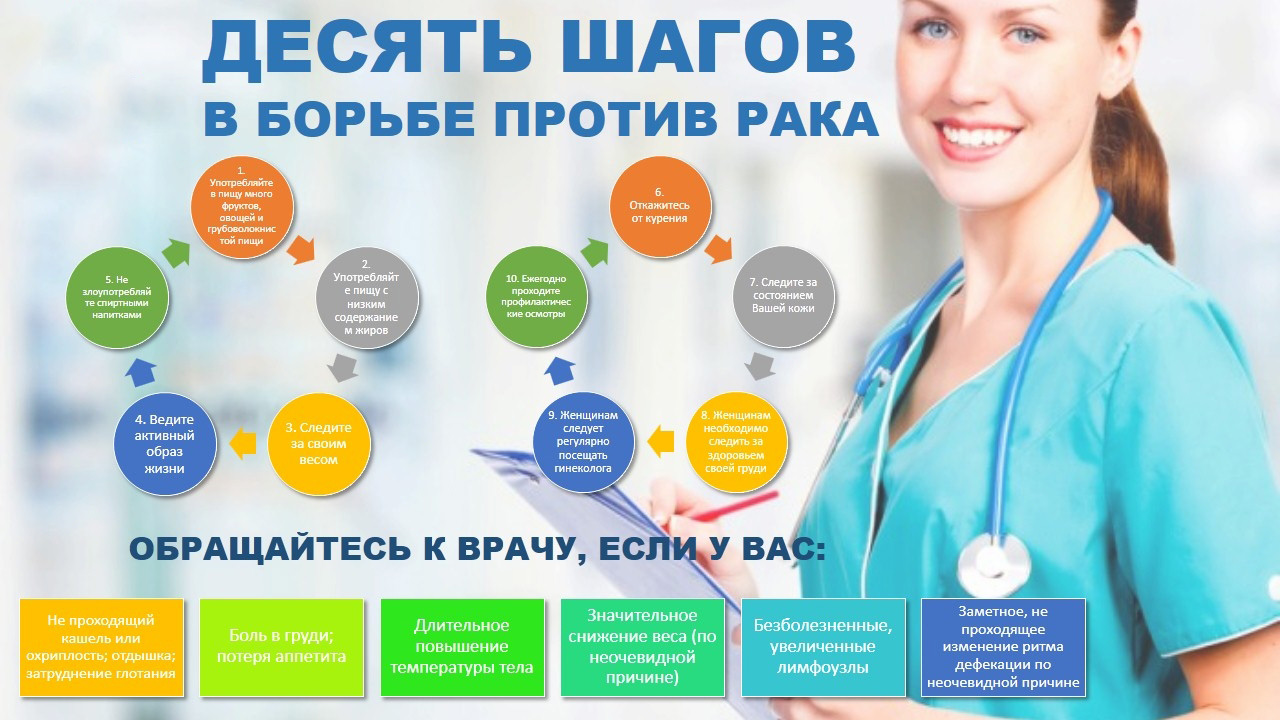 ДЕСЯТЬ ШАГОВ
В БОРЬБЕ ПРОТИВ РАКА
1.
Употребляйте
в пищу много
фруктов,
овощей и
грубоволокнис
той пищи
2.
Употребляйт
е пищу с
низким
содержание
м жиров
3. Следите
за своим
весом
4. Ведите
активный
образ
жизни
5. Не
злоупотребляй
те спиртными
напитками
6.
Откажитесь
от курения
7. Следите за
состоянием
Вашей кожи
8. Женщинам
необходимо
следить за
здоровьем
своей груди
9. Женщинам
следует
регулярно
посещать
гинеколога
10. Ежегодно
проходите
профилактичес
кие осмотры
ОБРАЩАЙТЕСЬ К ВРАЧУ, ЕСЛИ У ВАС:
Не проходящий
кашель или
охриплость; отдышка;
затруднение глотания
Боль в груди;
потеря аппетита
Длительное
повышение
температуры тела
Значительное
снижение веса (по
неочевидной
причине)
Безболезненные,
увеличенные
лимфоузлы
Заметное, не
проходящее
изменение ритма
дефекации по
неочевидной причине